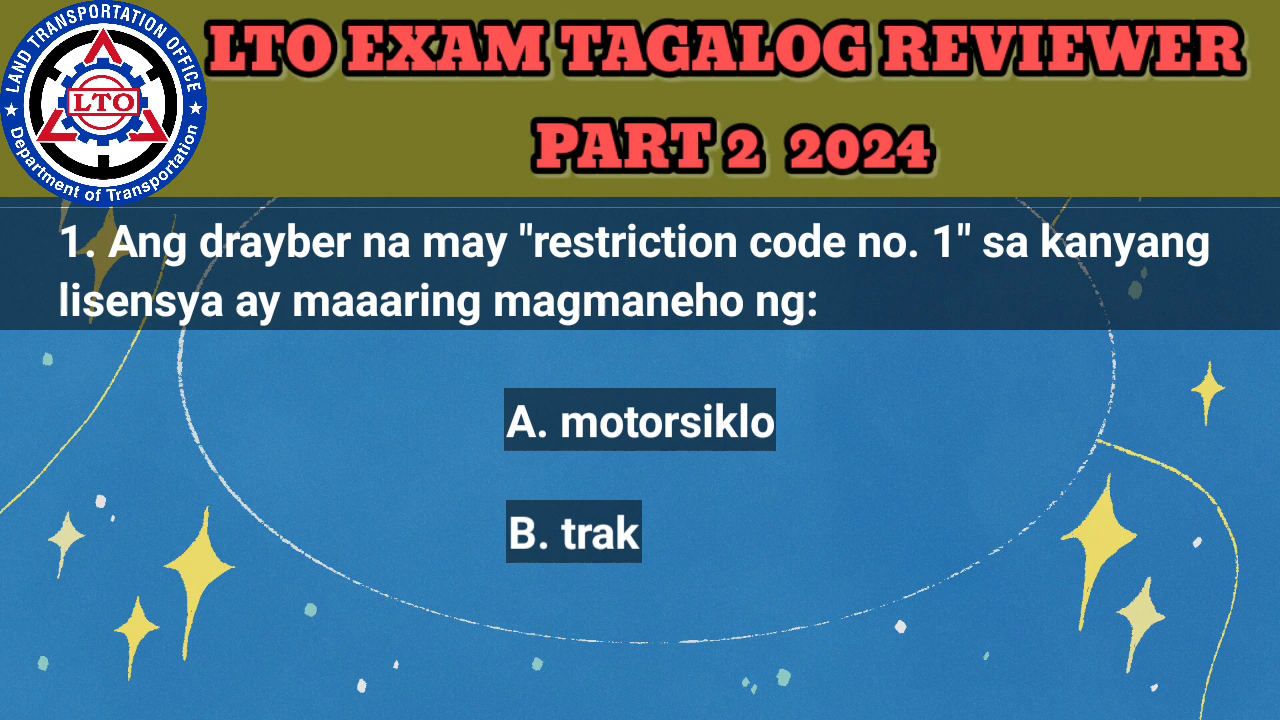 LAND TRANSPORTATION OFFICE
LTO
Department of Transportation
LTO EXAM TAGALOG REVIEWER
PART 2 2024
1. Ang drayber na may "restriction code no. 1" sa kanyang
lisensya ay maaaring magmaneho ng:
A. motorsiklo
B. trak